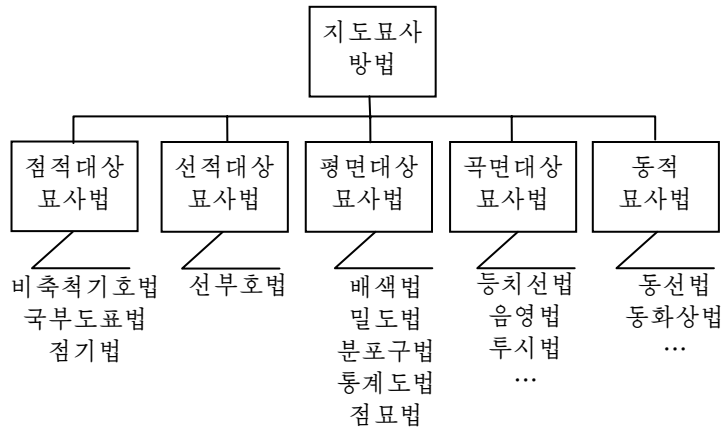 지도묘사
방법
점적대상
묘사법
선적대상
묘사법
평면대상
묘사법
곡면대상
묘사법
동적
묘사법
비축척기호법
국부도표법
점기법
선부호법
배색법
밀도법
분포구법
통계도법
점묘법
등치선법
음영법
투시법
…
동선법
동화상법
…